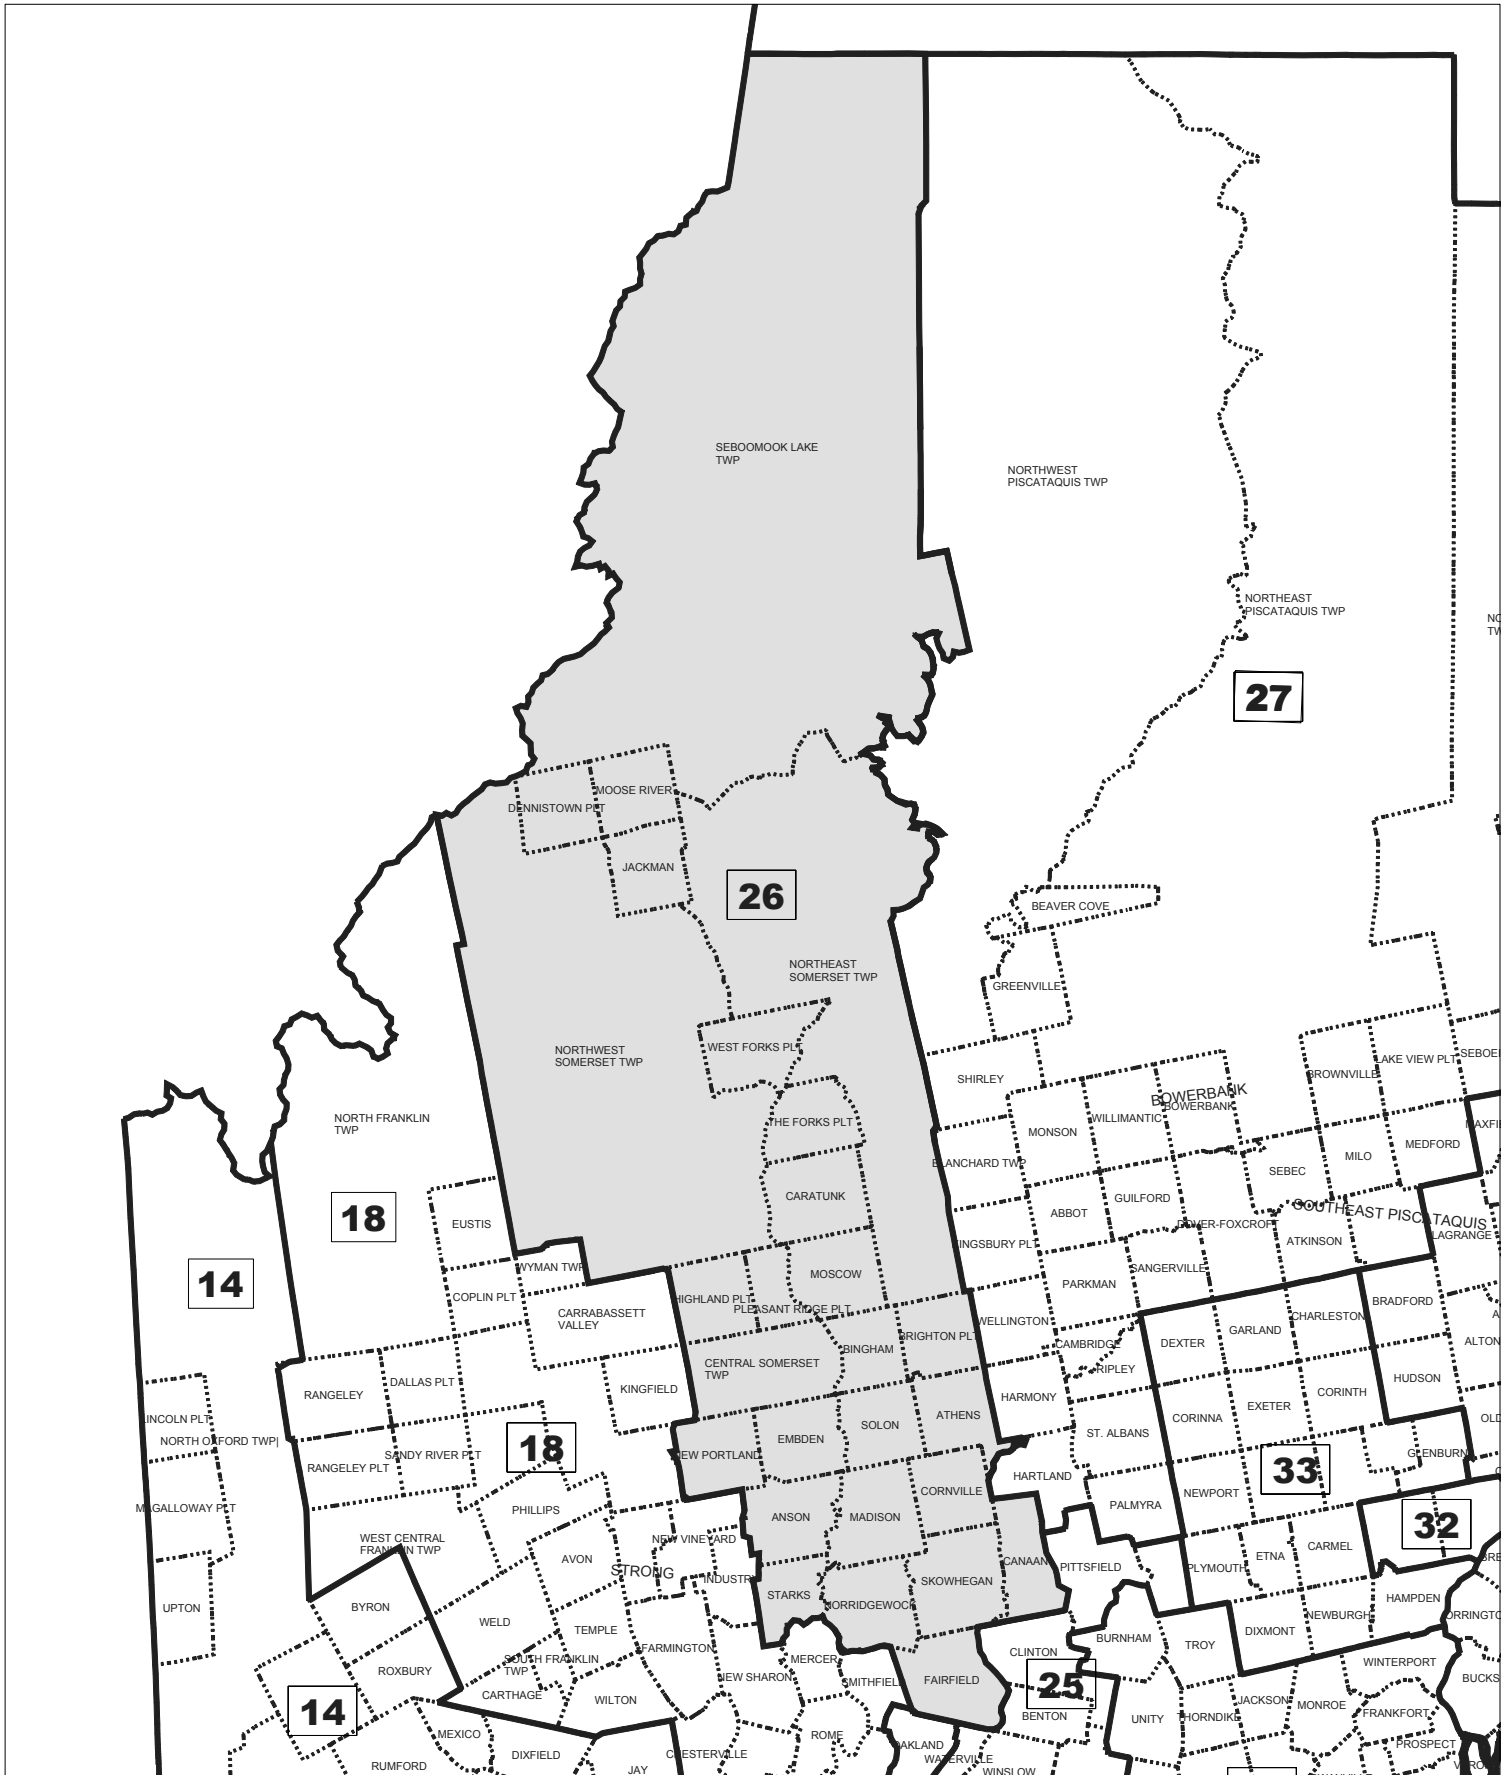 SEBOOMOOK LAKE
TWP
NORTHWEST
PISCATAQUIS TWP
NORTHEAST
PISCATAQUIS TWP
27
MOOSE RIVER
DENNISTOWN PLT
JACKMAN
26
BEAVER COVE
NORTHEAST
SOMERSET TWP
GREENVILLE
NORTHWEST
SOMERSET TWP
WEST FORKS PLT
SHIRLEY
BROWNVILLE
LAKE VIEW PLT
BOWERBANK
BOWERBANK
WILLIMANTIC
NORTH FRANKLIN
TWP
THE FORKS PLT
MONSON
MEDFORD
MILO
BLANCHARD TWP
SEBEC
CARATUNK
GUILFORD
ABBOT
18
EUSTIS
DOVER-FOXCROFT
SOUTHEAST PISCATAQUIS
LAGRANGE
KINGSBURY PLT
ATKINSON
WYMAN TWP
SANGERVILLE
MOSCOW
14
PARKMAN
COPLIN PLT
HIGHLAND PLT
PLEASANT RIDGE PLT
BRADFORD
CARRABASSETT
VALLEY
WELLINGTON
CHARLESTON
GARLAND
BRIGHTON PLT
CAMBRIDGE
DEXTER
BINGHAM
CENTRAL SOMERSET
TWP
RIPLEY
HUDSON
DALLAS PLT
KINGFIELD
RANGELEY
HARMONY
CORINTH
EXETER
LINCOLN PLT
ATHENS
CORINNA
SOLON
ST. ALBANS
NORTH OXFORD TWP
EMBDEN
SANDY RIVER PLT
18
NEW PORTLAND
GLENBURN
RANGELEY PLT
HARTLAND
33
CORNVILLE
NEWPORT
MAGALLOWAY PLT
PHILLIPS
PALMYRA
ANSON
MADISON
32
WEST CENTRAL
FRANKLIN TWP
NEW VINEYARD
CARMEL
AVON
STRONG
CANAAN
PITTSFIELD
PLYMOUTH
ETNA
INDUSTRY
SKOWHEGAN
STARKS
NORRIDGEWOCK
HAMPDEN
UPTON
BYRON
NEWBURGH
WELD
TEMPLE
DIXMONT
BURNHAM
TROY
FARMINGTON
CLINTON
MERCER
SOUTH FRANKLIN
TWP
WINTERPORT
ROXBURY
NEW SHARON
SMITHFIELD
FAIRFIELD
25
CARTHAGE
WILTON
JACKSON
MONROE
14
BENTON
UNITY
THORNDIKE
FRANKFORT
MEXICO
ROME
OAKLAND
PROSPECT
DIXFIELD
CHESTERVILLE
WATERVILLE
RUMFORD
JAY
WINSLOW